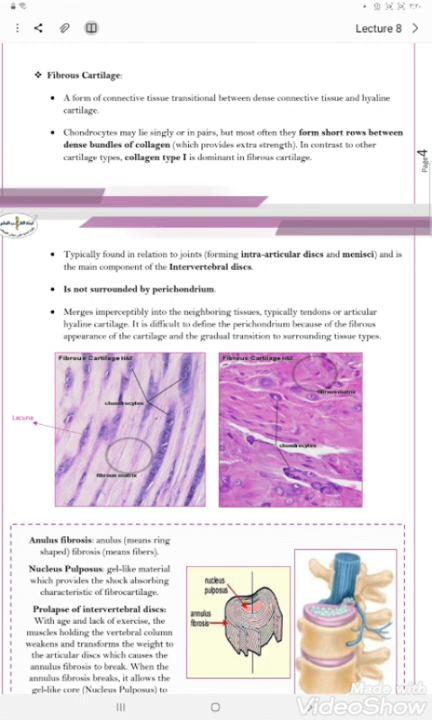 Lecture 8
❖ Fibrous Cartilage:
• A form of connective tissue transitional between dense connective tissue and hyaline
cartilage.
• Chondrocytes may lie singly or in pairs, but most often they form short rows between
dense bundles of collagen (which provides extra strength). In contrast to other
cartilage types, collagen type I is dominant in fibrous cartilage.
Page4
• Typically found in relation to joints (forming intra-articular discs and menisci) and is
the main component of the Intervertebral discs.
• Is not surrounded by perichondrium.
• Merges imperceptibly into the neighboring tissues, typically tendons or articular
hyaline cartilage. It is difficult to define the perichondrium because of the fibrous
appearance of the cartilage and the gradual transition to surrounding tissue types.
Fibrous Cartilage H&E
chondrocytes
Lacuna
fibrous matrix
Fibrous Cartilage H&E
fibrous matrix
chondrocytes
Anulus fibrosis: anulus (means ring
shaped) fibrosis (means fibers).
Nucleus Pulposus: gel-like material
which provides the shock absorbing
characteristic of fibrocartilage.
Prolapse of intervertebral discs:
With age and lack of exercise, the
muscles holding the vertebral column
weakens and transforms the weight to
the articular discs which causes the
annulus fibrosis to break. When the
annulus fibrosis breaks, it allows the
gel-like core (Nucleus Pulposus) to
nucleus
pulposus
annulus
fibrosis
Made with
VideoShow